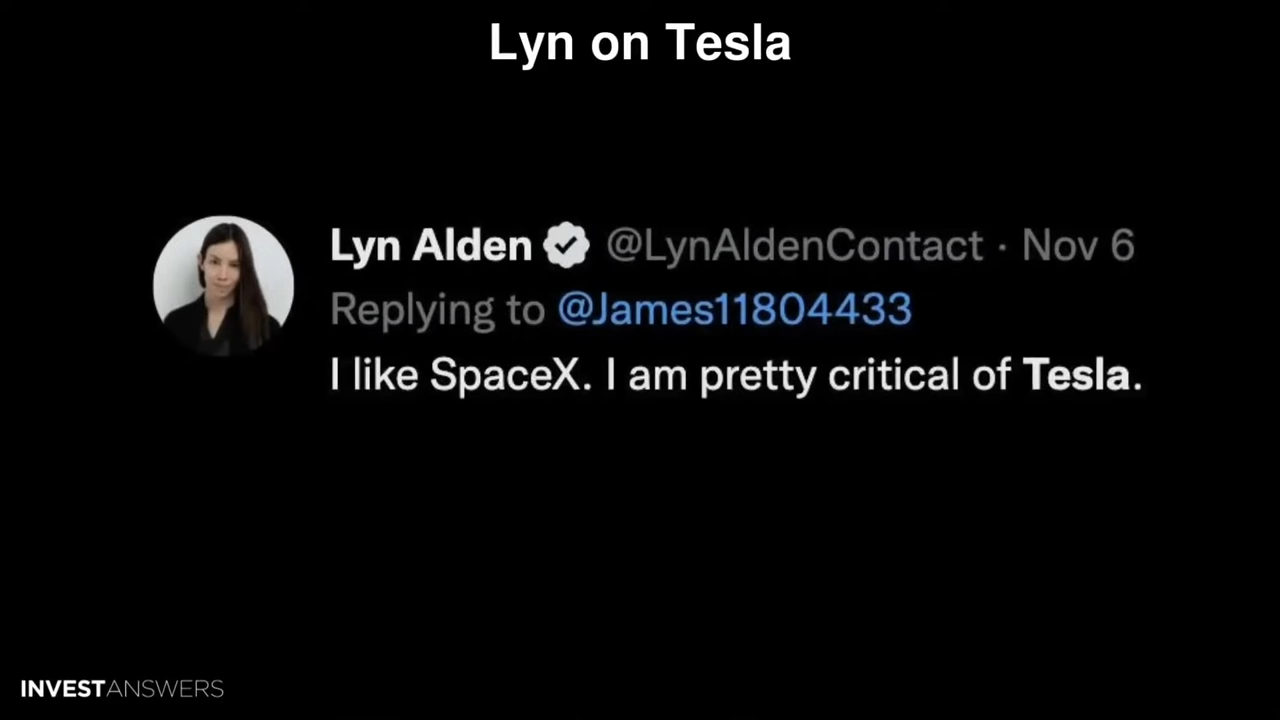 Lyn on Tesla
Lyn Alden @LynAldenContact · Nov 6
Replying to @James11804433
I like SpaceX. I am pretty critical of Tesla.
INVESTANSWERS